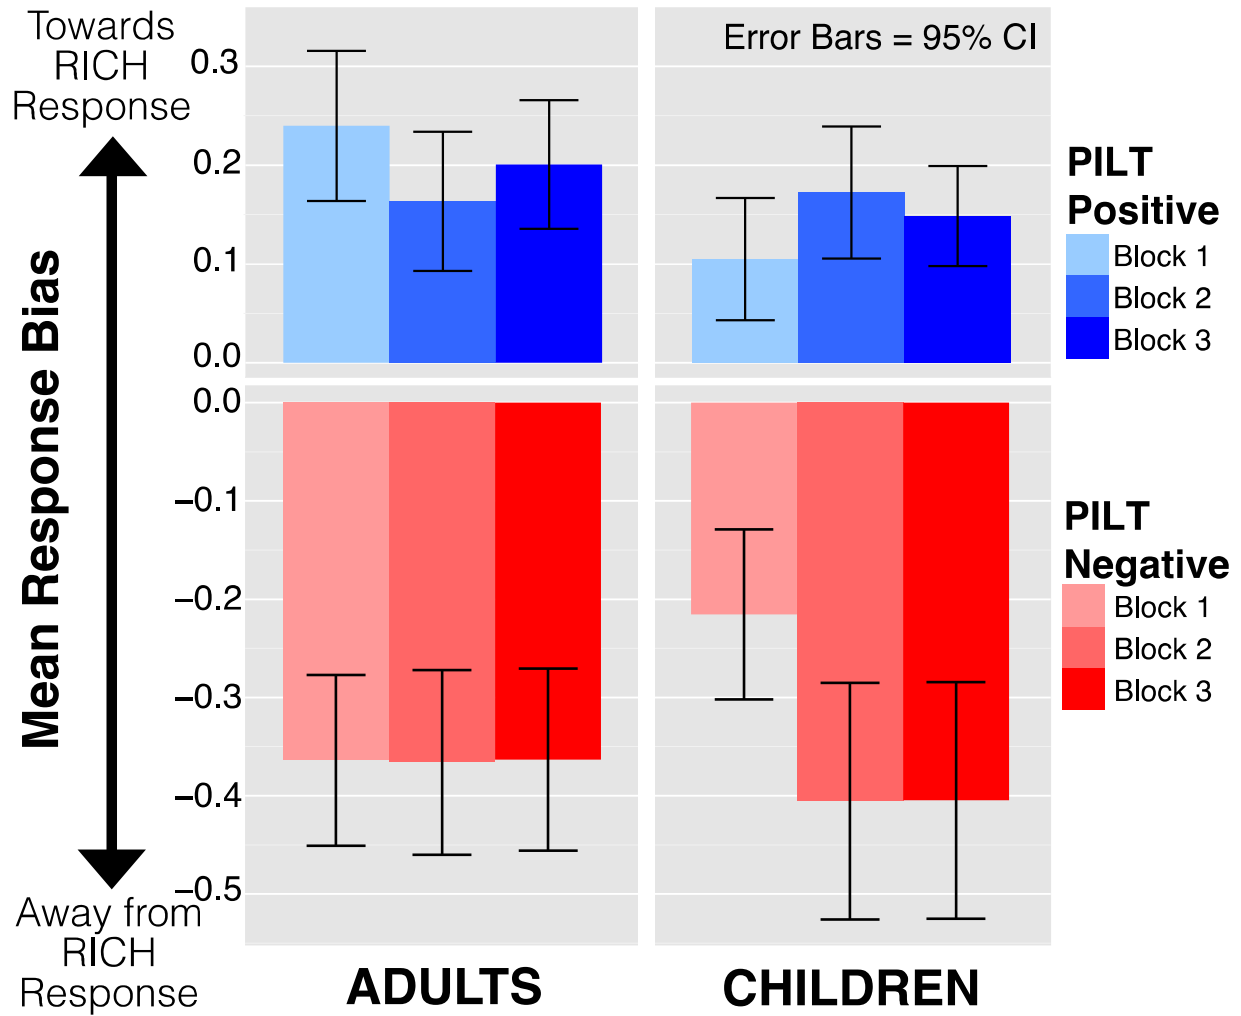 Towards
RICH
Response
Mean Response Bias
Away from
RICH
Response
0.3
0.2
0.1
0.0
0.0
−0.1
−0.2
−0.3
−0.4
−0.5
Error Bars = 95% CI
ADULTS
CHILDREN
PILT
Positive
Block 1
Block 2
Block 3
PILT
Negative
Block 1
Block 2
Block 3